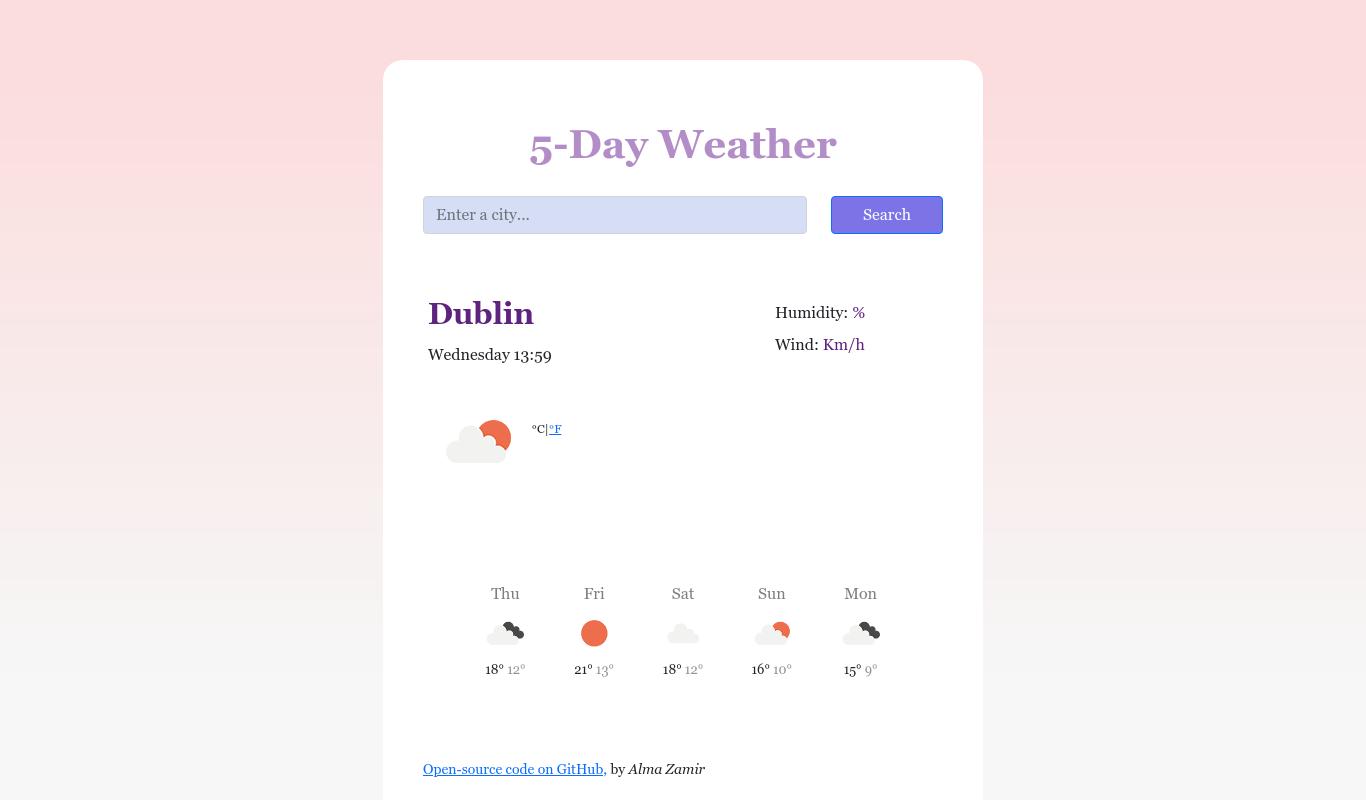 5-Day Weather
Enter a city...
Search
Dublin
Wednesday 13:59
Humidity: %
Wind: Km/h
°C|°F
Thu Fri Sat Sun Mon
18° 12° 21° 13° 18° 12° 16° 10° 15° 9°
Open-source code on GitHub, by Alma Zamir